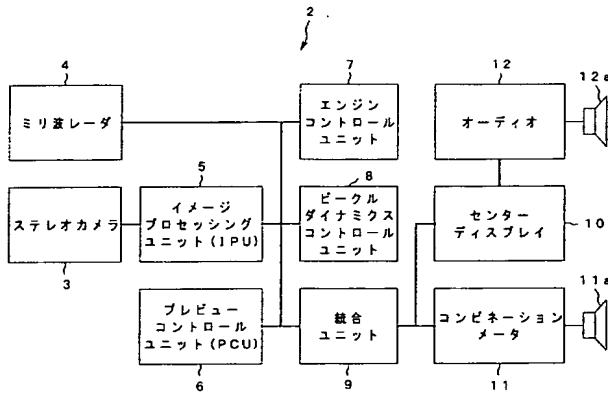 2
4
7
12
12a
ミリ波レーダ
エンジン
コントロール
ユニット
オーディオ
5
8
ステレオカメラ
イメージ
プロセッシング
ユニット(IPU)
ビークル
ダイナミクス
コントロール
ユニット
センター
ディスプレイ
3
10
11a
プレビュー
コントロール
ユニット(PCU)
統合
ユニット
コンビネーション
メータ
6
9
11